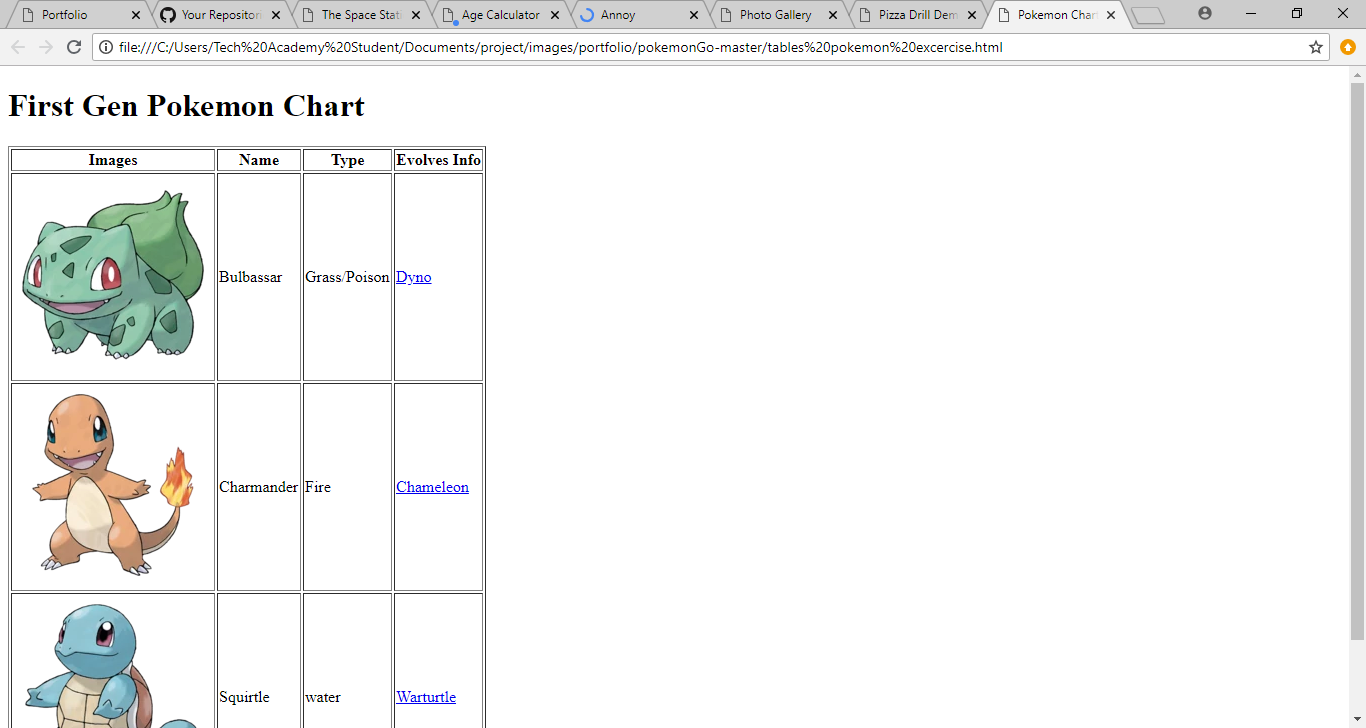 Portfolio
Your Repositori
The Space Stati
Age Calculator
Annoy
Photo Gallery
Pizza Drill Dem
Pokemon Char
file:///C:/Users/Tech%20Academy%20Student/Documents/project/images/portfolio/pokemonGo-master/tables%20pokemon%20excercise.html
First Gen Pokemon Chart
Images Name Type Evolves Info
Bulbassar Grass/Poison Dyno
Charmander Fire Chameleon
Squirtle water Warturtle